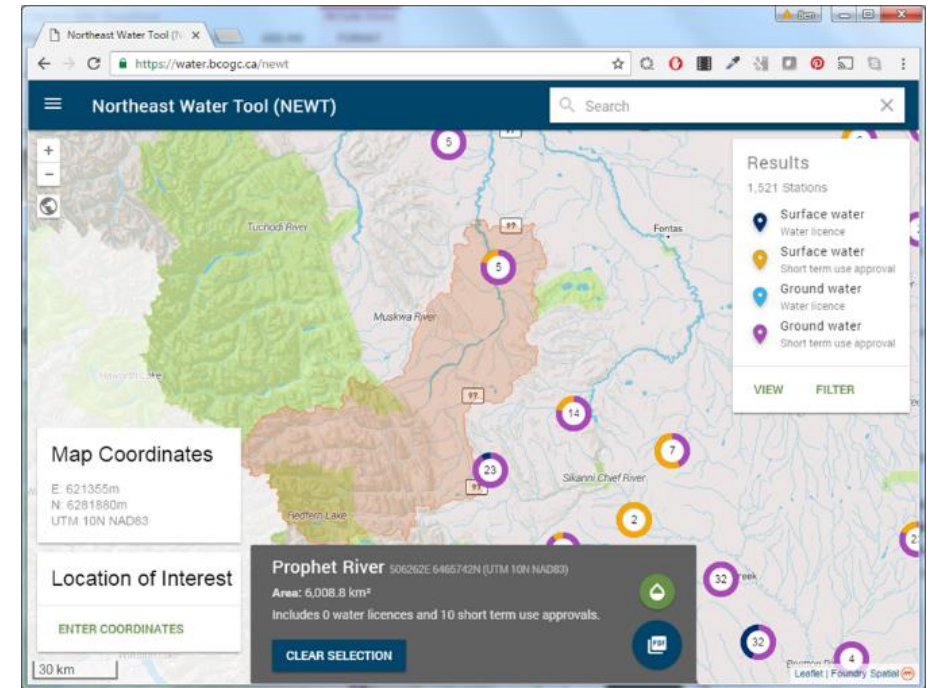 Northeast Water Tool (N
https://water.bcogc.ca/newt
Northeast Water Tool (NEWT)
Search
5
97
Results
1,521 Stations
Surface water
Water licence
Surface water
Short term use approval
Ground water
Water licence
Ground water
Short term use approval
VIEW FILTER
Tuchodi River
97
Fontas
5
Muskwa River
97
14
7
23
Sikanni Chief River
Redfern Lake
2
Map Coordinates
E: 621355m
N: 6281880m
UTM 10N NAD83
Location of Interest
ENTER COORDINATES
30 km
Prophet River 506262E 6465742N (UTM 10N NAD83)
Area: 6,008.8 km²
Includes 0 water licences and 10 short term use approvals.
CLEAR SELECTION
PDF
32
32
4
Leaflet | Foundry Spatial